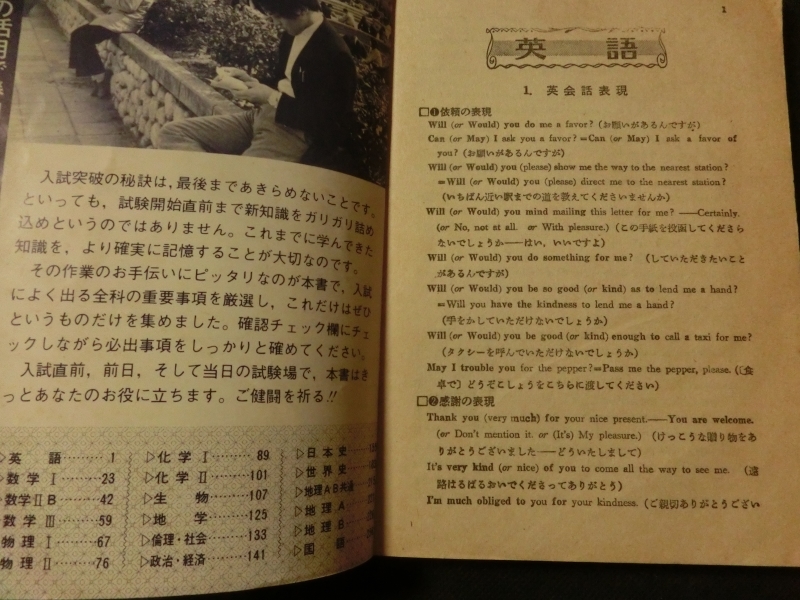 の活用で
入試突破の秘訣は，最後まであきらめないことです。
といっても，試験開始直前まで新知識をガリガリ詰め
込めというのではありません。これまでに学んできた
知識を，より確実に記憶することが大切なのです。
その作業のお手伝いにピッタリなのが本書で，入試
によく出る全科の重要事項を厳選し，これだけはぜひ
というものだけを集めました。確認チェック欄にチェ
ックしながら必出事項をしっかりと確めてください。
入試直前，前日，そして当日の試験場で，本書はき
っとあなたのお役に立ちます。ご健闘を祈る!!
▷英　語………1
数学Ⅰ………23
数学ⅡB………42
数学Ⅲ………59
物理Ⅰ………67
物理Ⅱ………76
▷化学Ⅰ………89
▷化学Ⅱ………101
▷生　物………107
▷地　学………125
▷倫理・社会………133
▷政治・経済………141
▷日本史
▷世界史
▷地理AB共通
▷地理A
▷地理B
▷国　語
1
英　語
1. 英会話表現
□❶依頼の表現
Will (or Would) you do me a favor? (お願いがあるんですが)
Can (or May) I ask you a favor? =Can (or May) I ask a favor of
you? (お願いがあるんですが)
Will (or Would) you (please) show me the way to the nearest station?
=Will (or Would) you (please) direct me to the nearest station?
(いちばん近い駅までの道を教えてくださいませんか)
Will (or Would) you mind mailing this letter for me? ——Certainly.
(or No, not at all. or With pleasure.) (この手紙を投函してくださら
ないでしょうか——はい，いいですよ)
Will (or Would) you do something for me? (していただきたいこと
があるんですが)
Will (or Would) you be so good (or kind) as to lend me a hand?
=Will you have the kindness to lend me a hand?
(手をかしていただけないでしょうか)
Will (or Would) you be good (or kind) enough to call a taxi for me?
(タクシーを呼んでいただけないでしょうか)
May I trouble you for the pepper?=Pass me the pepper, please. (食
卓で) どうぞこしょうをこちらに渡してください)
□❷感謝の表現
Thank you (very much) for your nice present.——You are welcome.
(or Don't mention it. or (It's) My pleasure.) (けっこうな贈り物をあ
りがとうございました——どういたしまして)
It's very kind (or nice) of you to come all the way to see me. (遠
路はるばるおいでくださってありがとう)
I'm much obliged to you for your kindness. (ご親切ありがとうござい